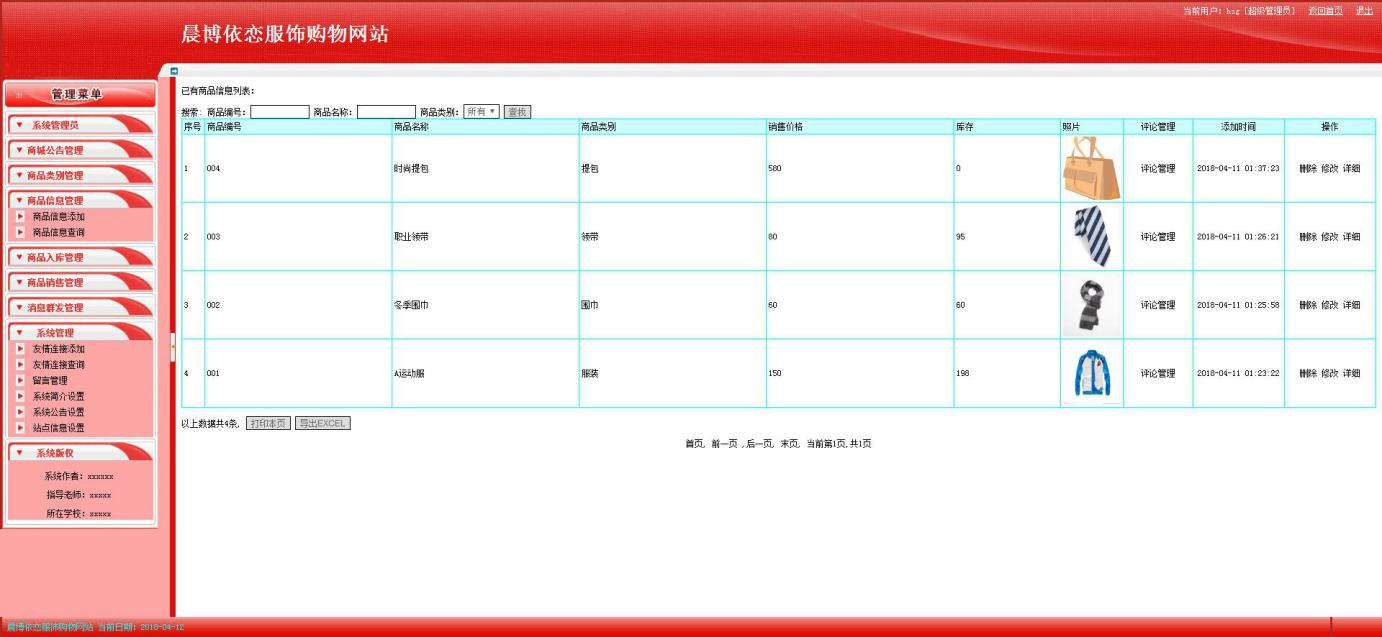 当前用户：hsg [超级管理员] 返回首页 退出
晨博依恋服饰购物网站
管理菜单
▼ 系统管理员
▼ 商城公告管理
▼ 商品类别管理
▼ 商品信息管理
商品信息添加
商品信息查询
▼ 商品入库管理
▼ 商品销售管理
▼ 消息群发管理
▼ 系统管理
友情连接添加
友情连接查询
留言管理
系统简介设置
系统公告设置
站点信息设置
▼ 系统版权
系统作者：xxxxxx
指导老师：xxxxx
所在学校：xxxxx
已有商品信息列表：
搜索：商品编号： 商品名称： 商品类别：所有 ▼ 查找
序号 商品编号 商品名称 商品类别 销售价格 库存 照片 评论管理 添加时间 操作
1 004 时尚提包 提包 580 0 评论管理 2018-04-11 01:37:23 删除 修改 详细
2 003 职业领带 领带 80 95 评论管理 2018-04-11 01:26:21 删除 修改 详细
3 002 冬季围巾 围巾 60 60 评论管理 2018-04-11 01:25:58 删除 修改 详细
4 001 A运动服 服装 150 198 评论管理 2018-04-11 01:23:22 删除 修改 详细
以上数据共4条, 打印本页 导出EXCEL
首页, 前一页 ,后一页, 末页, 当前第1页,共1页
晨博依恋服饰购物网站 当前日期：2018-04-12